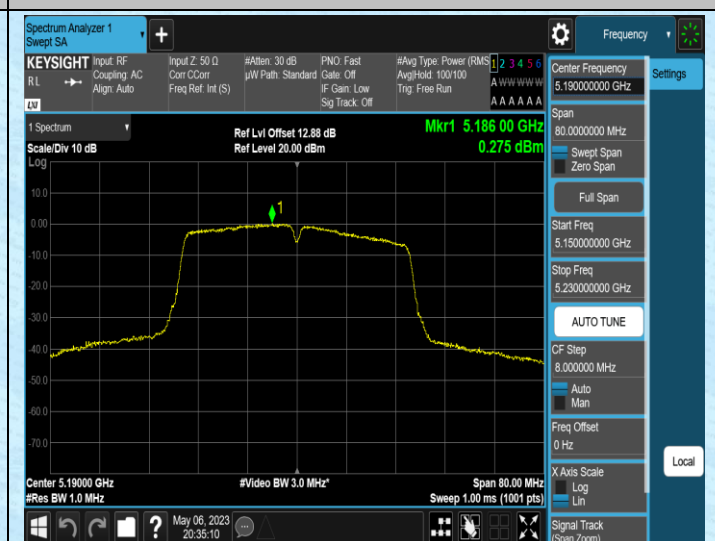 Spectrum Analyzer 1
Swept SA
+
Frequency
KEYSIGHT
RL
LXI
Input: RF
Coupling: AC
Align: Auto
Input Z: 50 Ω
Corr CCorr
Freq Ref: Int (S)
#Atten: 30 dB
µW Path: Standard
PNO: Fast
Gate: Off
IF Gain: Low
Sig Track: Off
#Avg Type: Power (RMS
Avg|Hold: 100/100
Trig: Free Run
1 2 3 4 5 6
A W W W W W
A A A A A A
1 Spectrum
Scale/Div 10 dB
Log
Ref Lvl Offset 12.88 dB
Ref Level 20.00 dBm
Mkr1 5.186 00 GHz
0.275 dBm
10.0
0.00
-10.0
-20.0
-30.0
-40.0
-50.0
-60.0
-70.0
1
Center 5.19000 GHz
#Res BW 1.0 MHz
#Video BW 3.0 MHz*
Span 80.00 MHz
Sweep 1.00 ms (1001 pts)
May 06, 2023
20:35:10
?
Center Frequency
5.190000000 GHz
Settings
Span
80.0000000 MHz
Swept Span
Zero Span
Full Span
Start Freq
5.150000000 GHz
Stop Freq
5.230000000 GHz
AUTO TUNE
CF Step
8.000000 MHz
Auto
Man
Freq Offset
0 Hz
X Axis Scale
Log
Lin
Local
Signal Track
(Span Zoom)